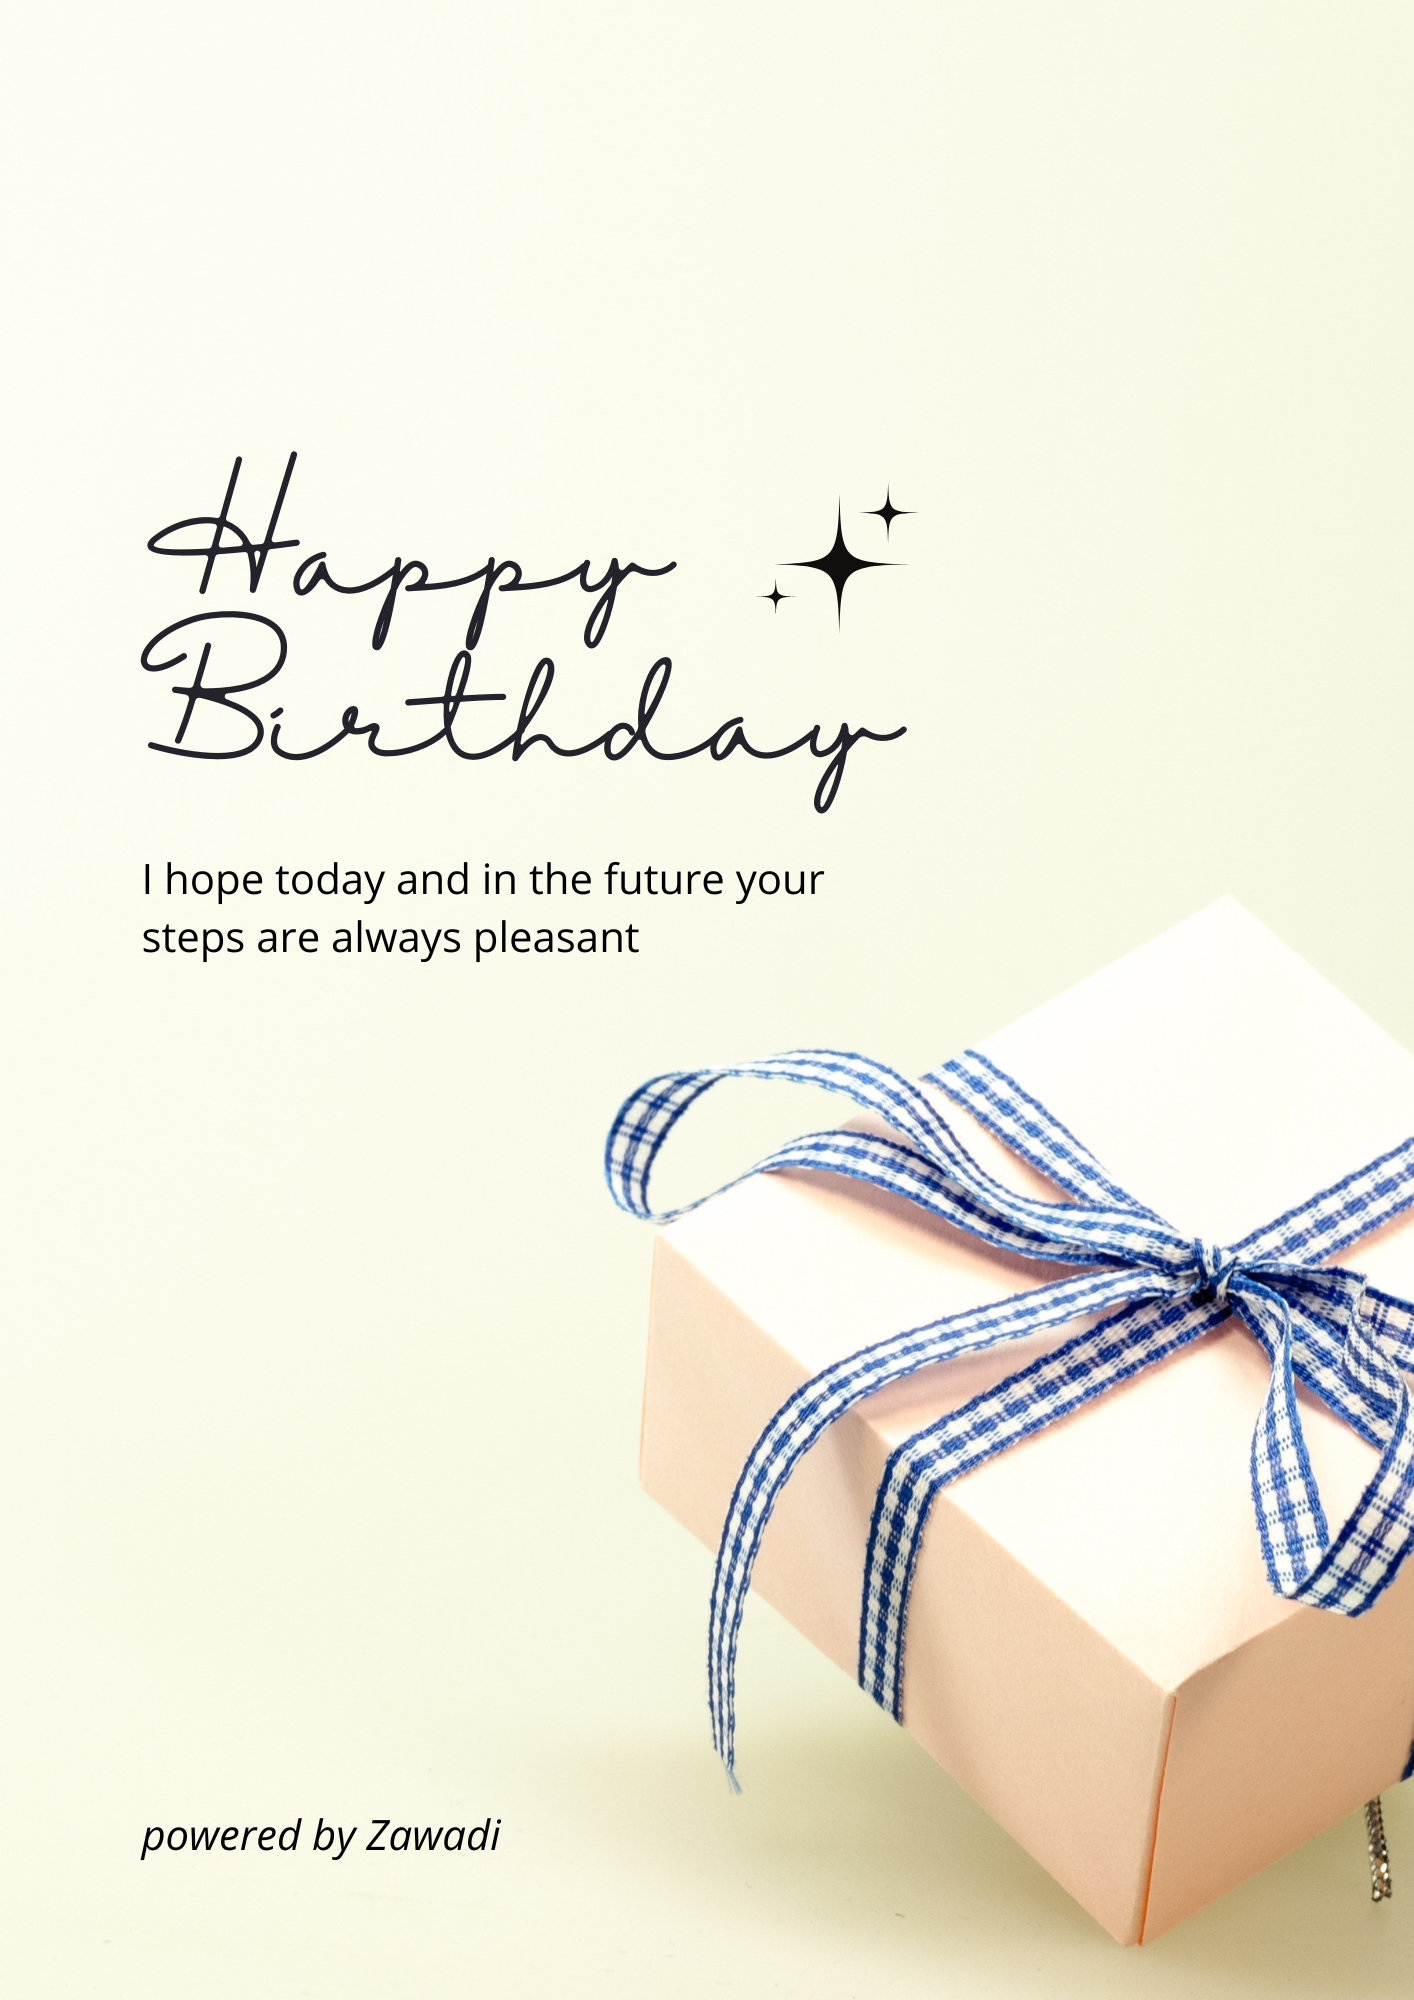 Happy
Birthday
I hope today and in the future your
steps are always pleasant
powered by Zawadi